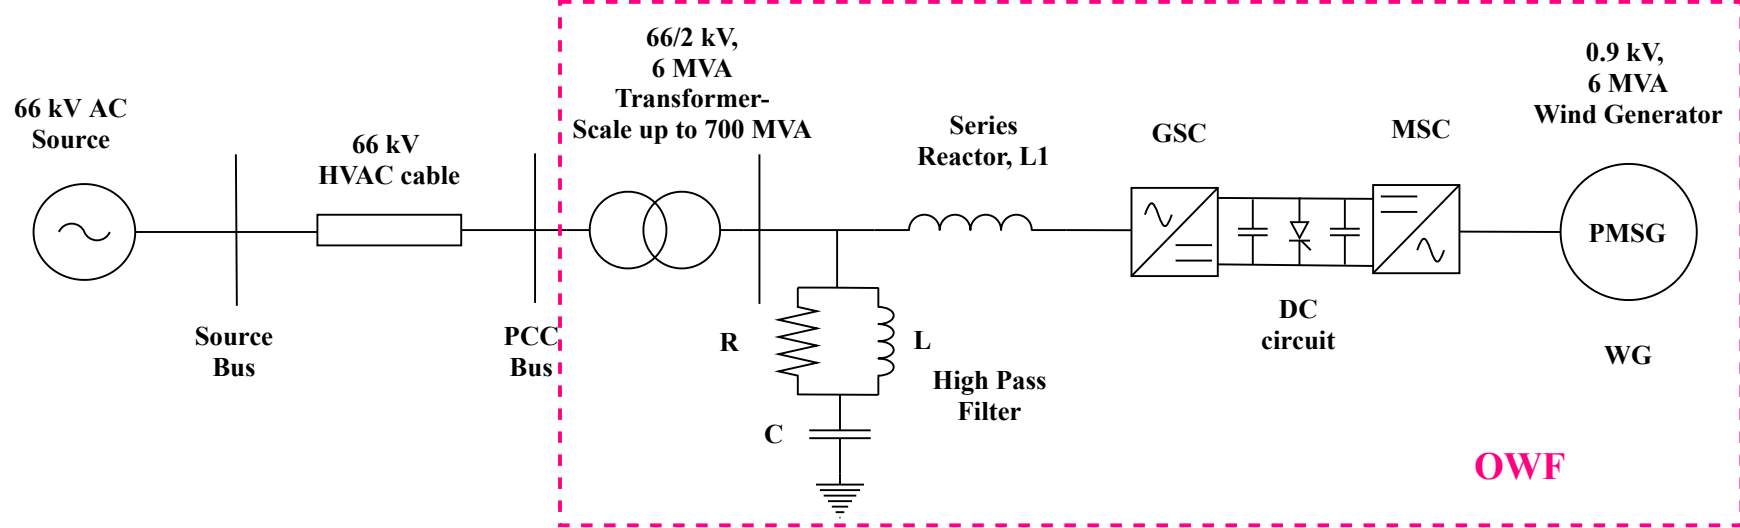 66 kV AC
Source
66 kV
HVAC cable
Source
Bus
PCC
Bus
66/2 kV,
6 MVA
Transformer-
Scale up to 700 MVA
Series
Reactor, L1
R
L
High Pass
Filter
C
GSC
MSC
DC
circuit
0.9 kV,
6 MVA
Wind Generator
PMSG
WG
OWF